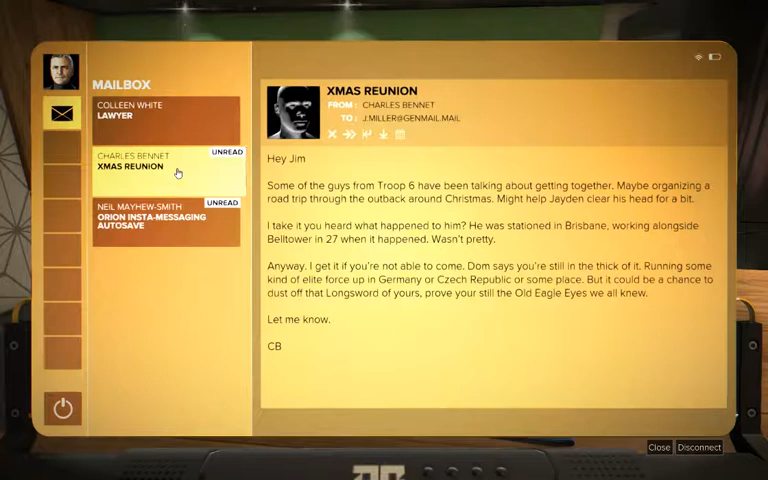 MAILBOX
COLLEEN WHITE
LAWYER
CHARLES BENNET
UNREAD
XMAS REUNION
NEIL MAYHEW-SMITH
UNREAD
ORION INSTA-MESSAGING
AUTOSAVE
XMAS REUNION
FROM : CHARLES BENNET
TO : J.MILLER@GENMAIL.MAIL
Hey Jim
Some of the guys from Troop 6 have been talking about getting together. Maybe organizing a
road trip through the outback around Christmas. Might help Jayden clear his head for a bit.
I take it you heard what happened to him? He was stationed in Brisbane, working alongside
Belltower in 27 when it happened. Wasn't pretty.
Anyway. I get it if you're not able to come. Dom says you're still in the thick of it. Running some
kind of elite force up in Germany or Czech Republic or some place. But it could be a chance to
dust off that Longsword of yours, prove your still the Old Eagle Eyes we all knew.
Let me know.
CB
Close Disconnect